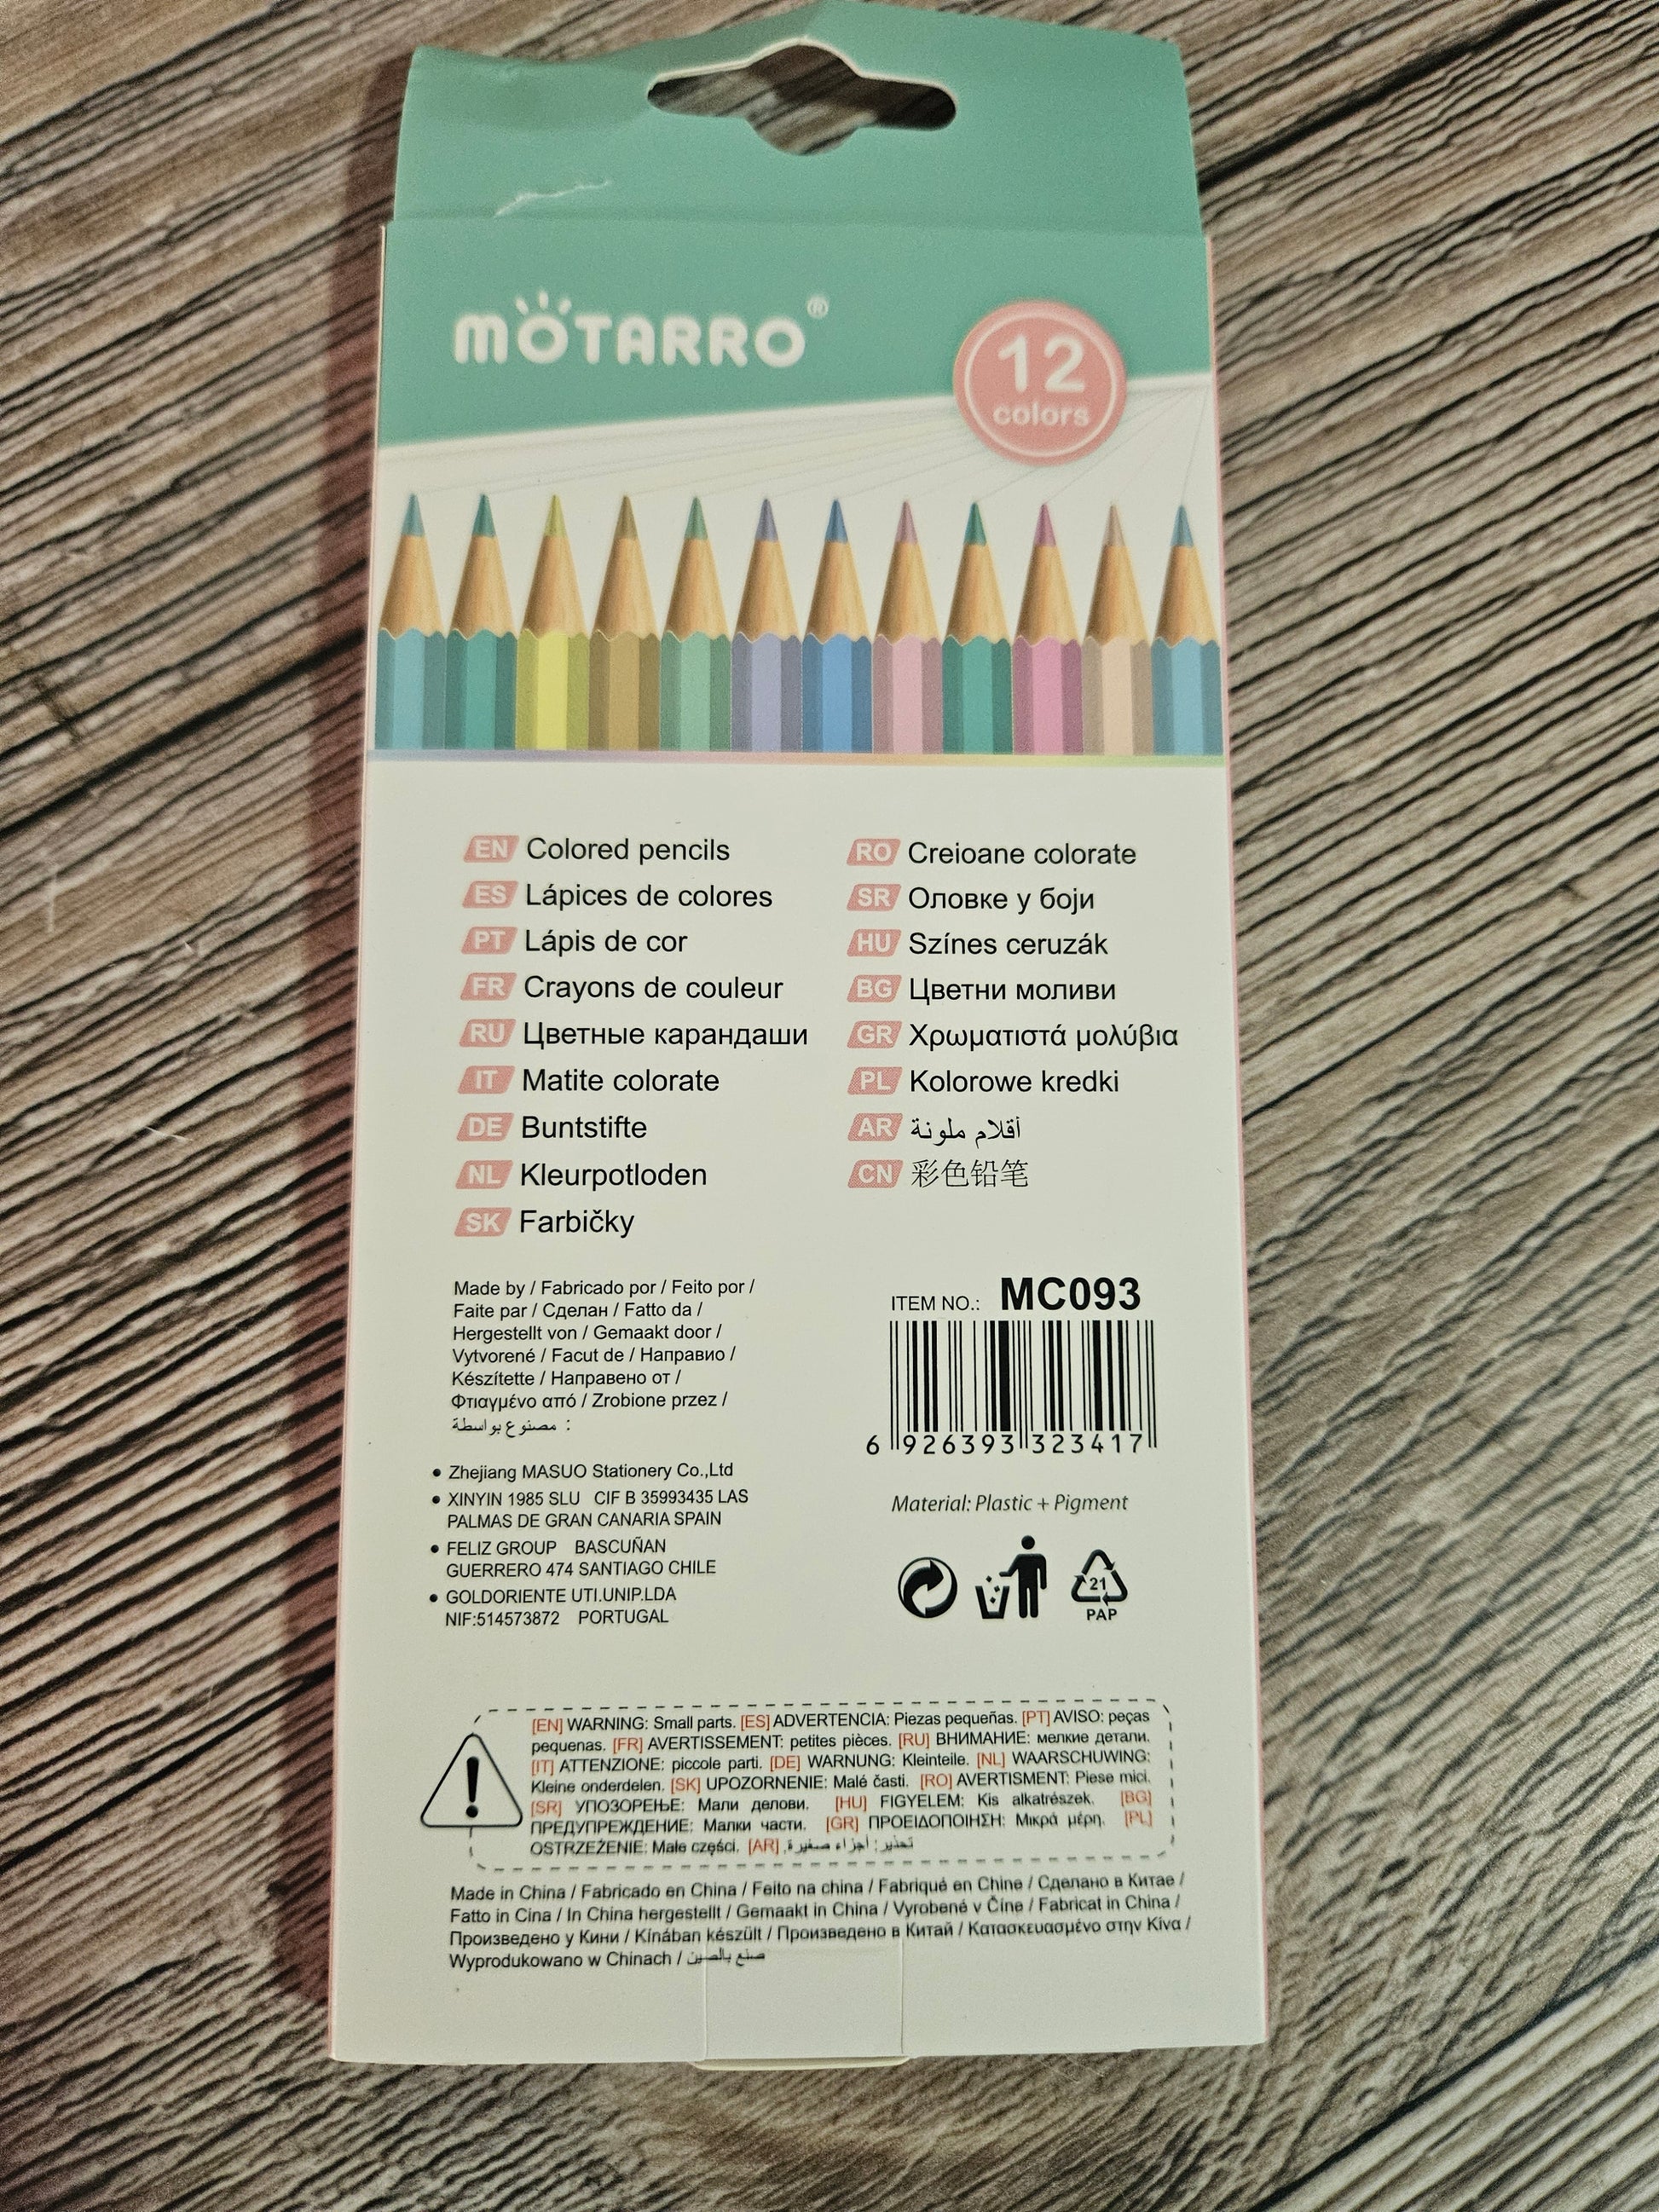 MOTARRO®
12
colors
EN Colored pencils
ES Lápices de colores
PT Lápis de cor
FR Crayons de couleur
RU Цветные карандаши
IT Matite colorate
DE Buntstifte
NL Kleurpotloden
SK Farbičky
RO Creioane colorate
SR Оловке у боји
HU Színes ceruzák
BG Цветни моливи
GR Χρωματιστά μολύβια
PL Kolorowe kredki
AR أقلام ملونة
CN 彩色铅笔
Made by / Fabricado por / Feito por /
Faite par / Сделан / Fatto da /
Hergestellt von / Gemaakt door /
Vytvorené / Facut de / Направио /
Készítette / Направено от /
Φτιαγμένο από / Zrobione przez /
مصنوع بواسطة :
• Zhejiang MASUO Stationery Co.,Ltd
• XINYIN 1985 SLU CIF B 35993435 LAS
PALMAS DE GRAN CANARIA SPAIN
• FELIZ GROUP BASCUÑAN
GUERRERO 474 SANTIAGO CHILE
• GOLDORIENTE UTI.UNIP.LDA
NIF:514573872 PORTUGAL
ITEM NO.: MC093
6 926393 323417
Material: Plastic + Pigment
21
PAP
[EN] WARNING: Small parts. [ES] ADVERTENCIA: Piezas pequeñas. [PT] AVISO: peças
pequenas. [FR] AVERTISSEMENT: petites pièces. [RU] ВНИМАНИЕ: мелкие детали.
[IT] ATTENZIONE: piccole parti. [DE] WARNUNG: Kleinteile. [NL] WAARSCHUWING:
Kleine onderdelen. [SK] UPOZORNENIE: Malé časti. [RO] AVERTISMENT: Piese mici.
[SR] УПОЗОРЕЊЕ: Мали делови. [HU] FIGYELEM: Kis alkatrészek. [BG]
ПРЕДУПРЕЖДЕНИЕ: Малки части. [GR] ΠΡΟΕΙΔΟΠΟΙΗΣΗ: Μικρά μέρη. [PL]
OSTRZEŻENIE: Małe części. [AR] تحذير: أجزاء صغيرة.
Made in China / Fabricado en China / Feito na china / Fabriqué en Chine / Сделано в Китае /
Fatto in Cina / In China hergestellt / Gemaakt in China / Vyrobené v Číne / Fabricat in China /
Произведено у Кини / Kínában készült / Произведено в Китай / Κατασκευασμένο στην Κίνα /
Wyprodukowano w Chinach / صنع بالصين